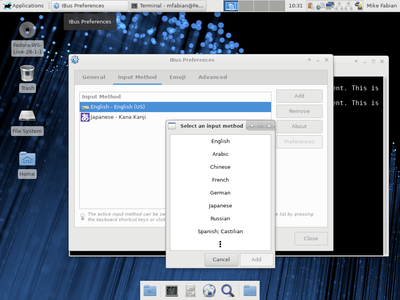 Applications
IBus Preferences
Terminal - mfabian@Fe...
10:31
Mike Fabian
IBus Preferences
Fedora-WS-
Live-26-1-1
Trash
File System
Home
IBus Preferences
General
Input Method
Emoji
Advanced
Input Method
English - English (US)
Japanese - Kana Kanji
Add
Remove
About
Preferences
Close
ent. This is
ent. This is
Select an input method
English
Arabic
Chinese
French
German
Japanese
Russian
Spanish; Castilian
Cancel
Add
The active input method can be sw
list by pressing
the keyboard shortcut keys or click